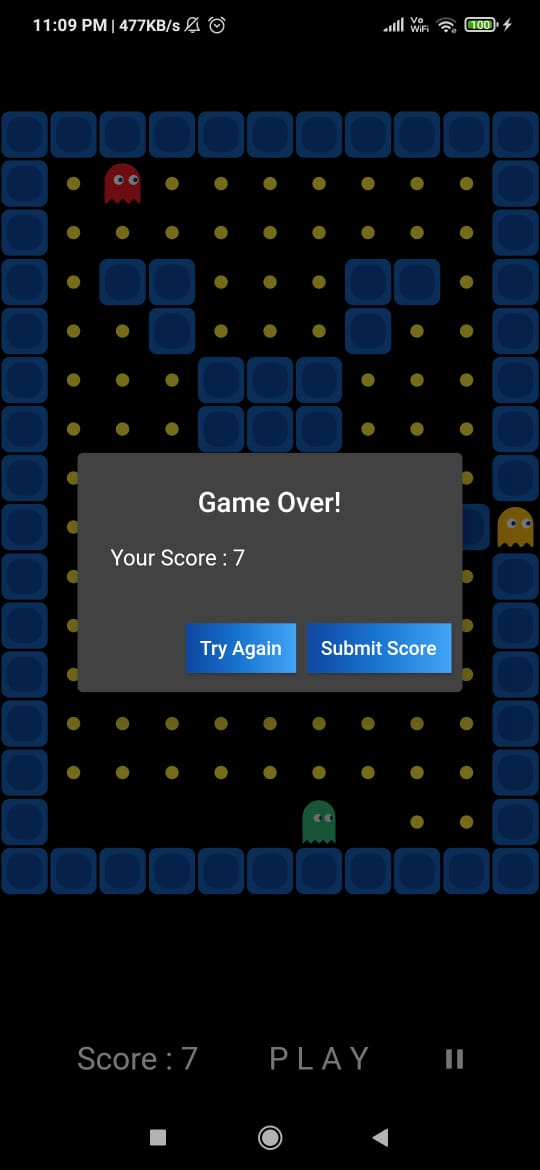 11:09 PM | 477KB/s Vo WiFi 100
Game Over!
Your Score : 7
Try Again Submit Score
Score : 7 P L A Y